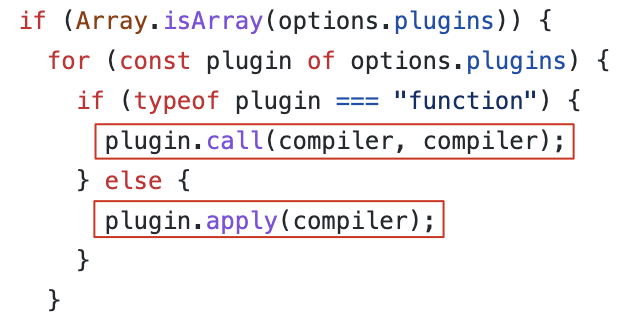 if (Array.isArray(options.plugins)) {
  for (const plugin of options.plugins) {
    if (typeof plugin === "function") {
      plugin.call(compiler, compiler);
    } else {
      plugin.apply(compiler);
    }
  }